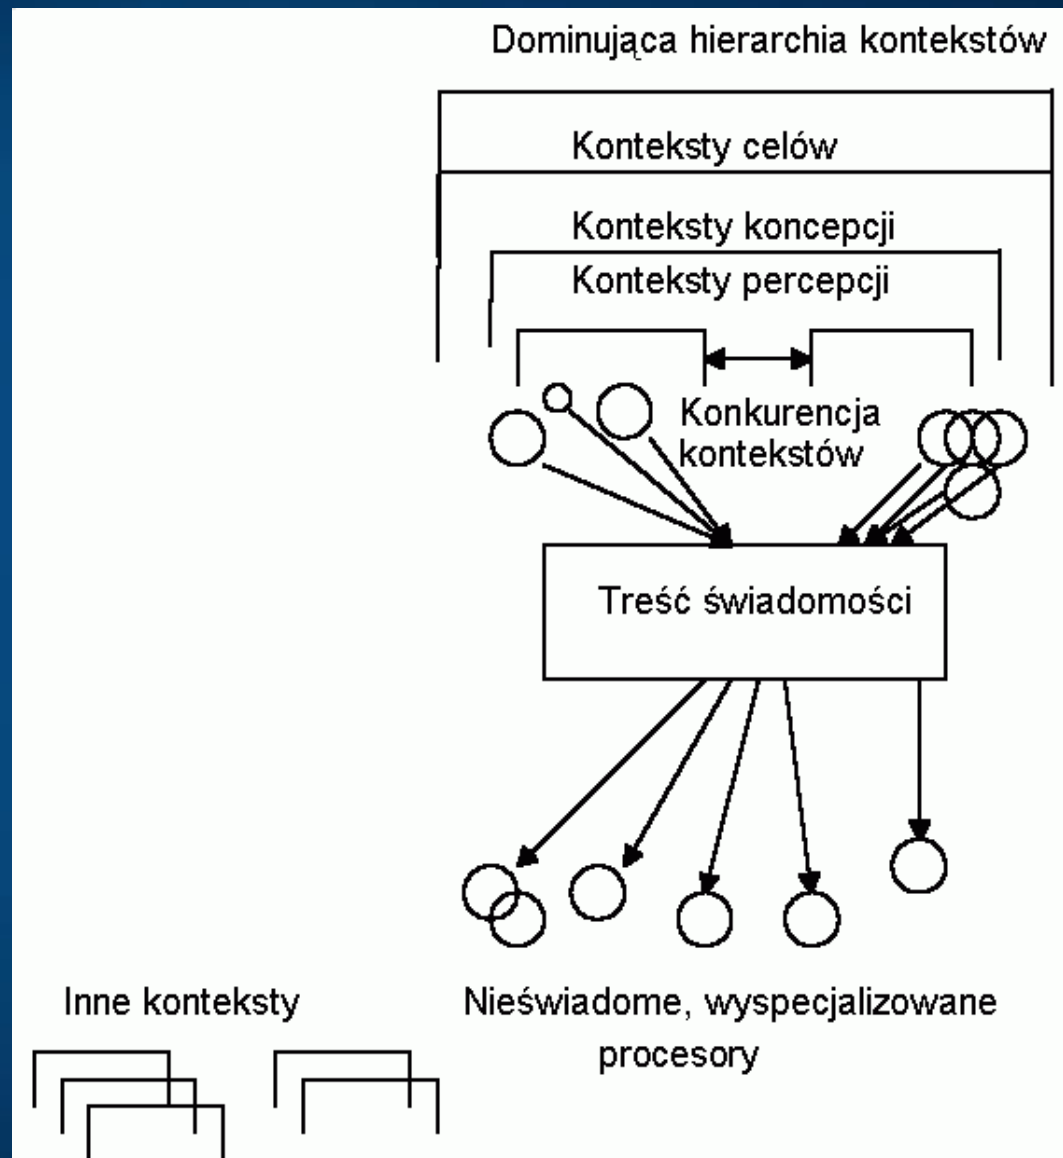 Dominująca hierarchia kontekstów
Konteksty celów
Konteksty koncepcji
Konteksty percepcji
Konkurencja
kontekstów
Treść świadomości
Inne konteksty
Nieświadome, wyspecjalizowane
procesory